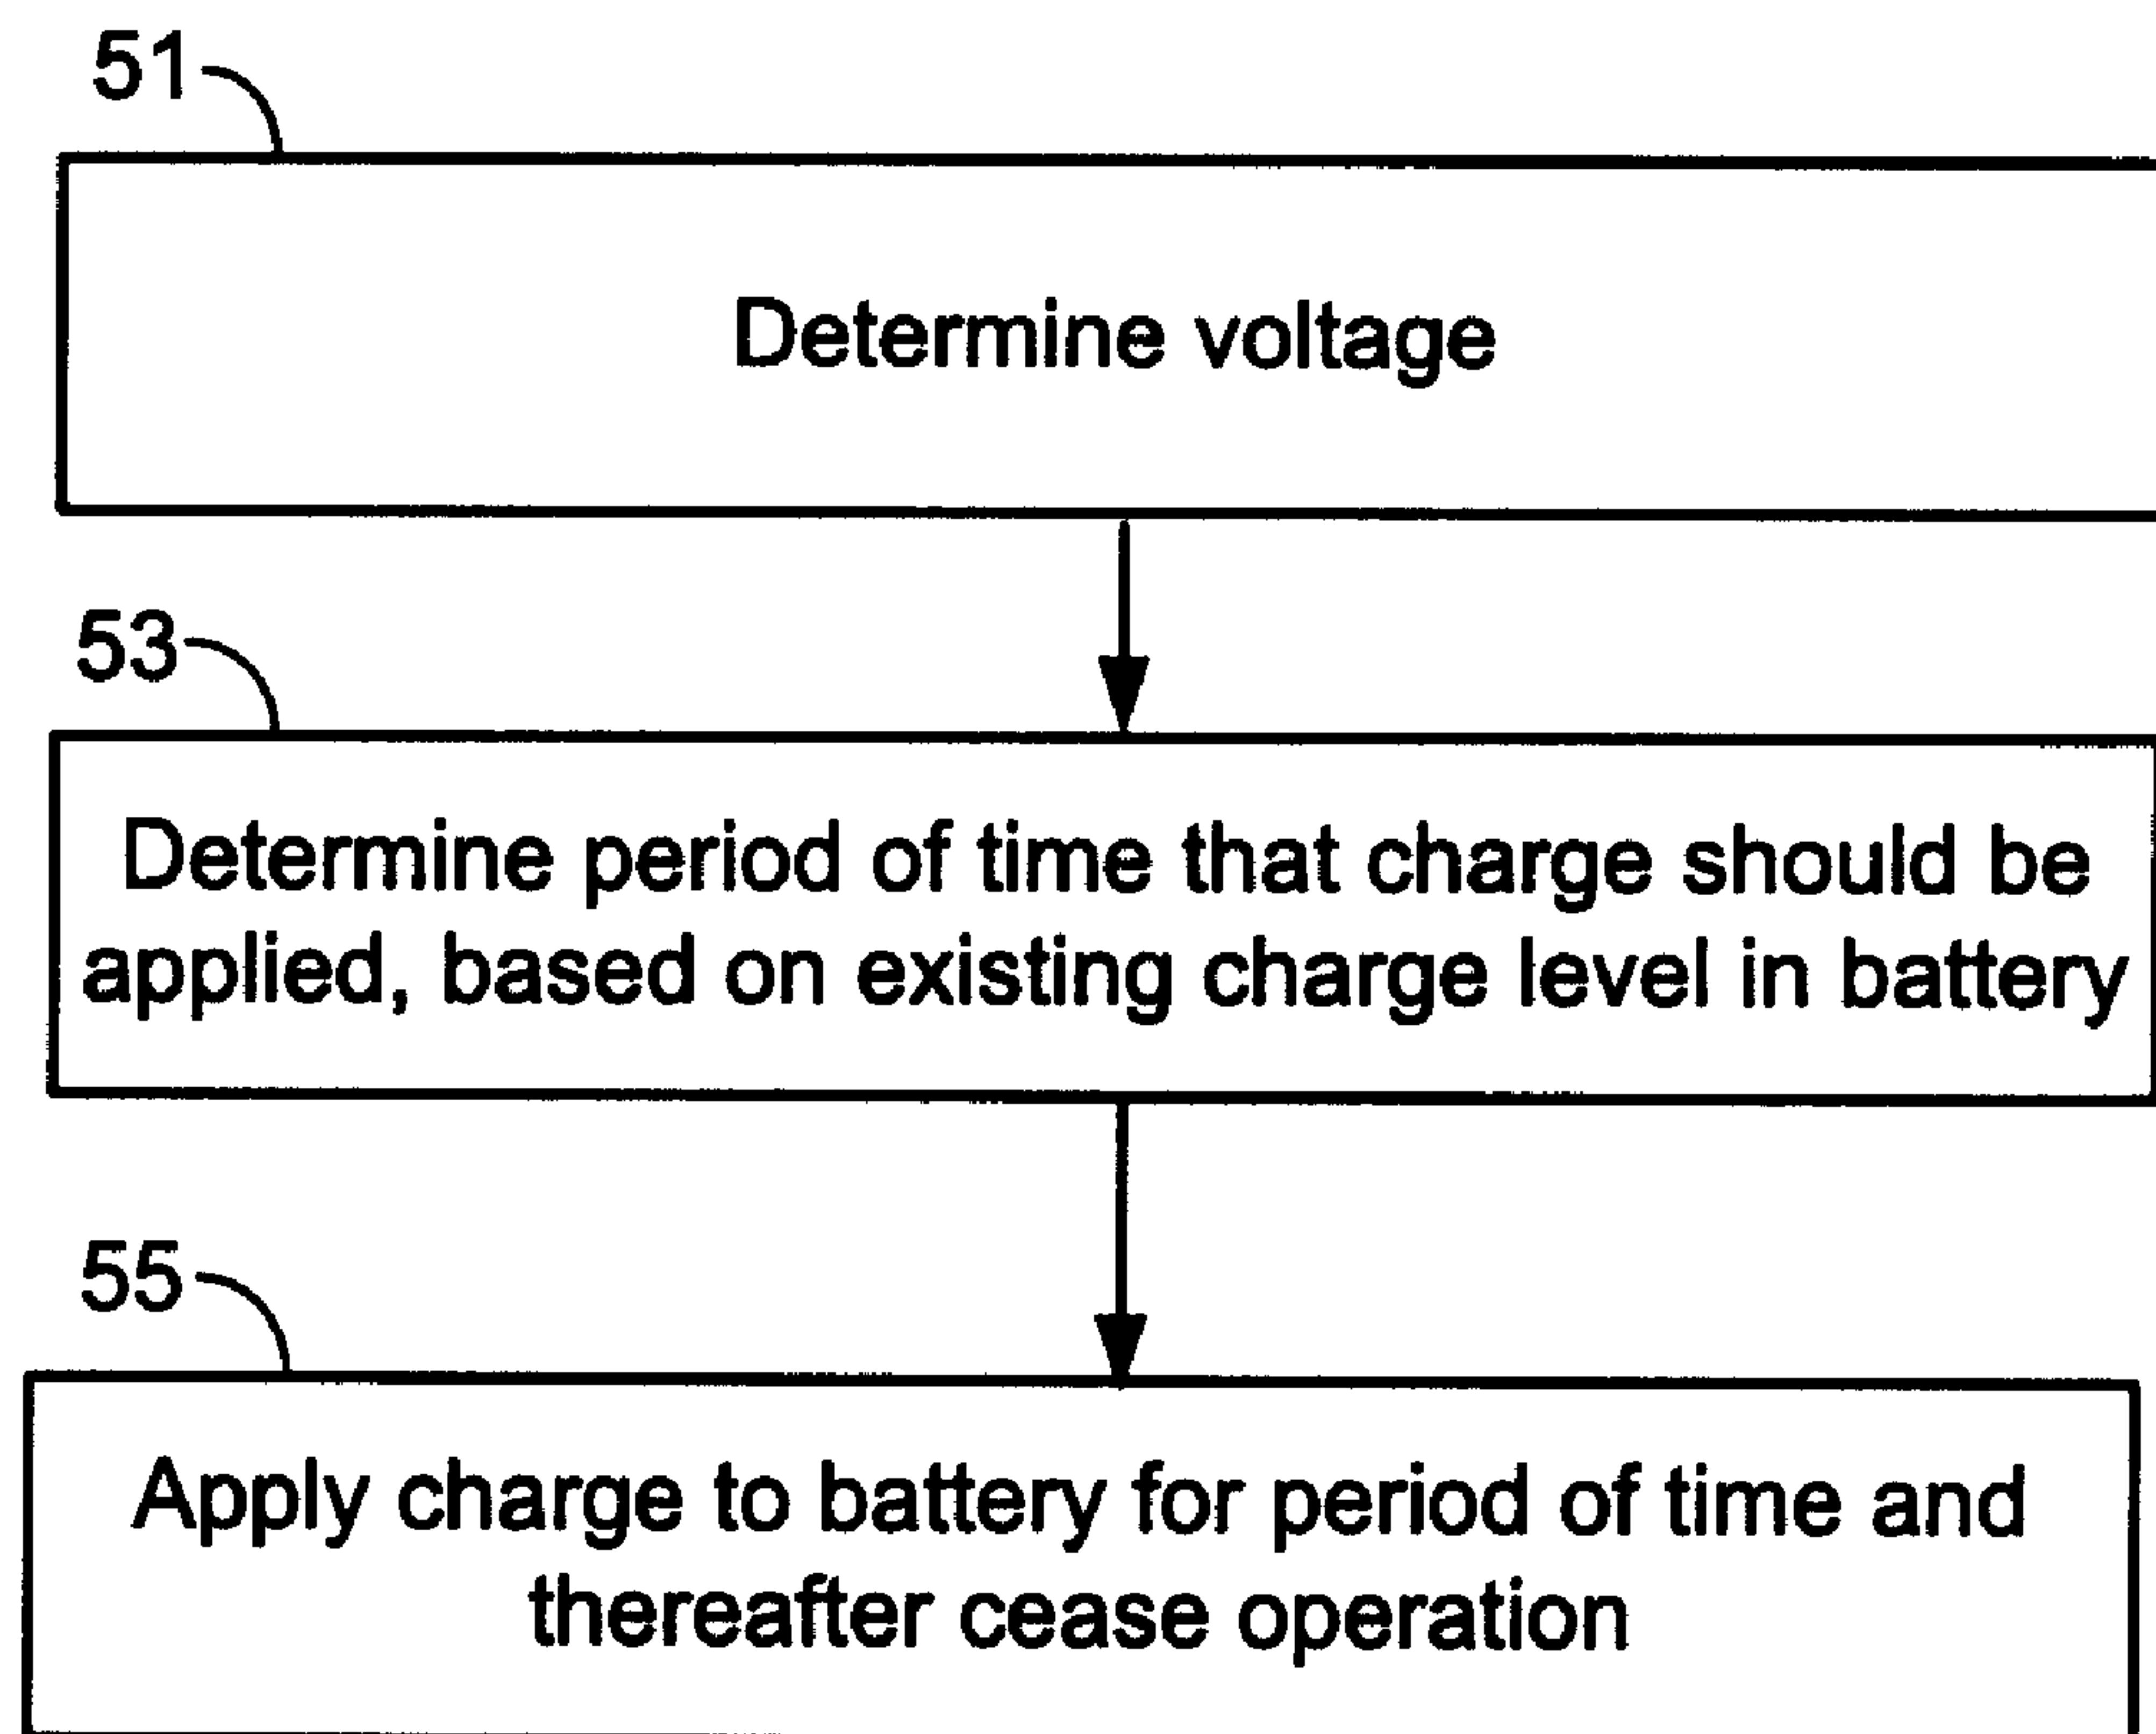 51
Determine voltage
53
Determine period of time that charge should be
applied, based on existing charge level in battery
55
Apply charge to battery for period of time and
thereafter cease operation